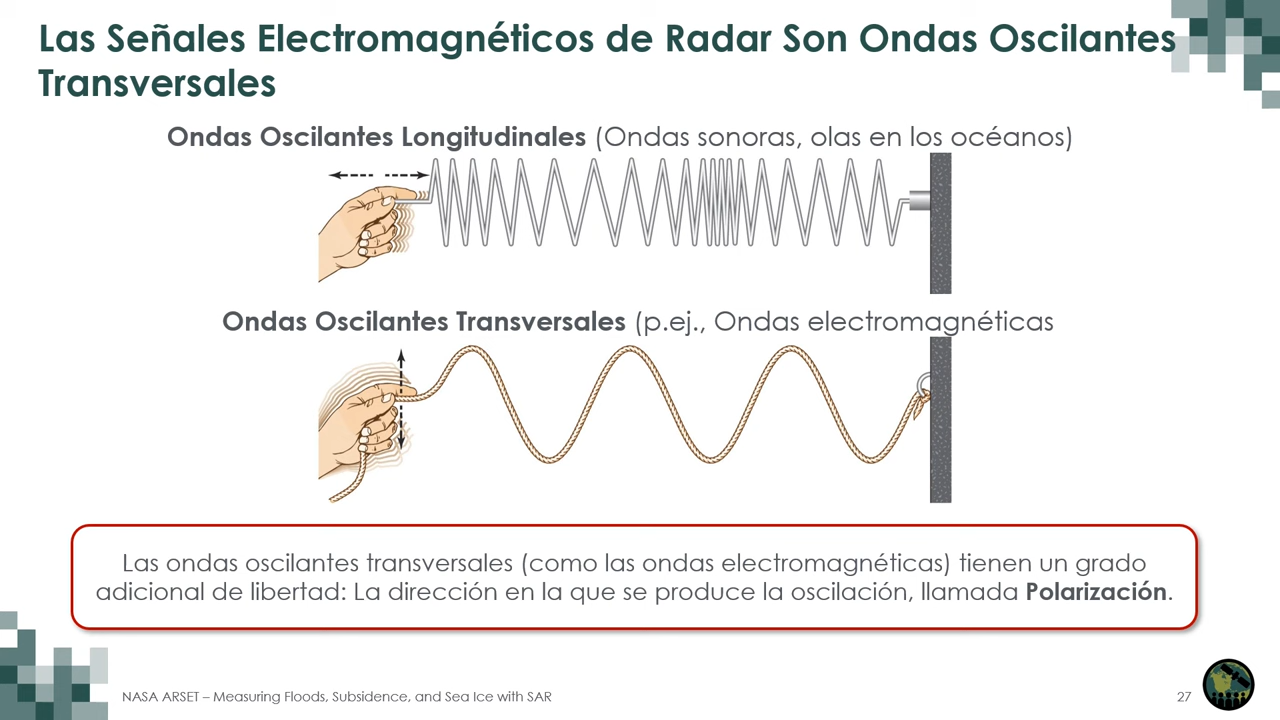 Las Señales Electromagnéticos de Radar Son Ondas Oscilantes
Transversales
Ondas Oscilantes Longitudinales (Ondas sonoras, olas en los océanos)
Ondas Oscilantes Transversales (p.ej., Ondas electromagnéticas
Las ondas oscilantes transversales (como las ondas electromagnéticas) tienen un grado
adicional de libertad: La dirección en la que se produce la oscilación, llamada Polarización.
NASA ARSET – Measuring Floods, Subsidence, and Sea Ice with SAR
27